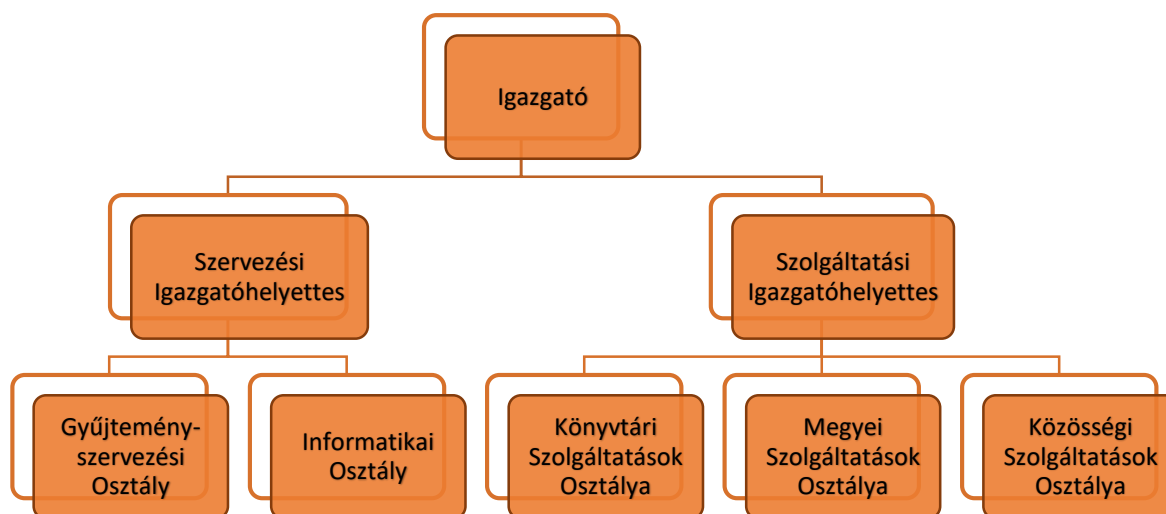 Igazgató
Szervezési
Igazgatóhelyettes
Szolgáltatási
Igazgatóhelyettes
Gyűjtemény-
szervezési
Osztály
Informatikai
Osztály
Könyvtári
Szolgáltatások
Osztálya
Megyei
Szolgáltatások
Osztálya
Közösségi
Szolgáltatások
Osztálya